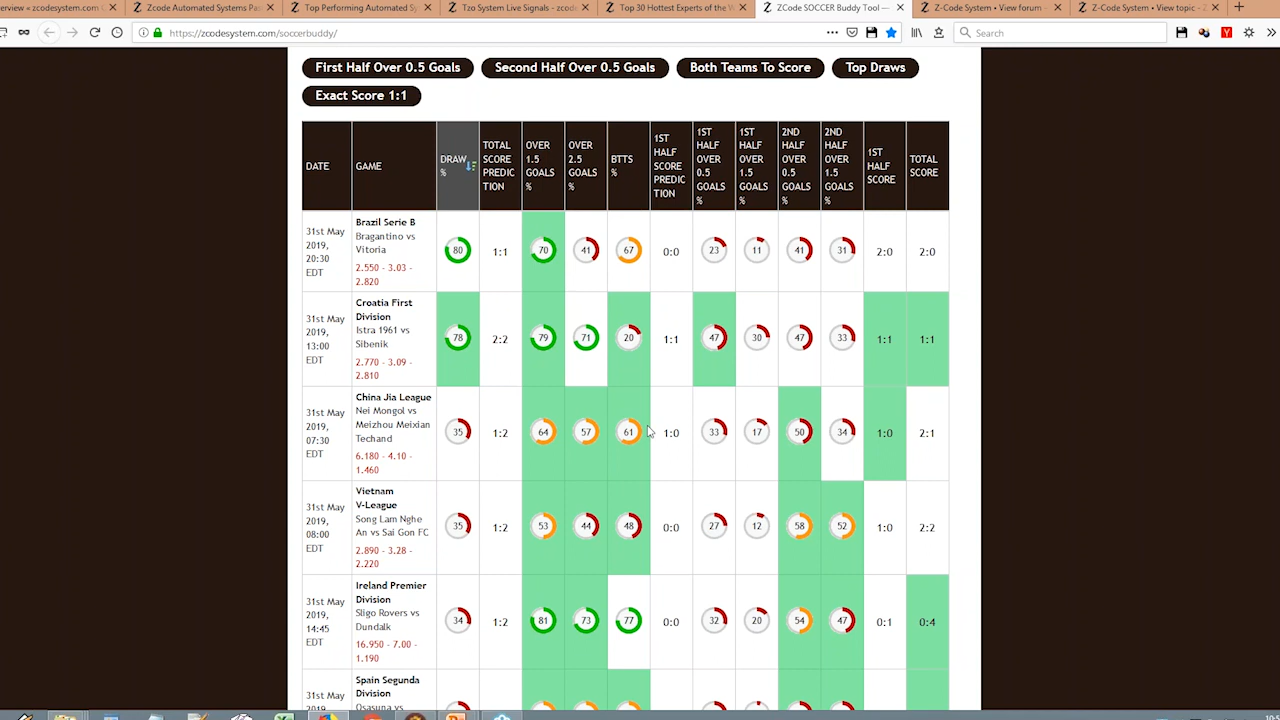 erview « zcodesystem.com
Zcode Automated Systems Pas
Top Performing Automated Sy
Tzo System Live Signals - zcode
Top 30 Hottest Experts of the W
ZCode SOCCER Buddy Tool —
Z-Code System • View forum -
Z-Code System • View topic - Z
https://zcodesystem.com/soccerbuddy/
Search
First Half Over 0.5 Goals
Second Half Over 0.5 Goals
Both Teams To Score
Top Draws
Exact Score 1:1
DATE
GAME
DRAW
%
TOTAL
SCORE
PREDIC
TION
OVER
1.5
GOALS
%
OVER
2.5
GOALS
%
BTTS
%
1ST
HALF
SCORE
PREDIC
TION
1ST
HALF
OVER
0.5
GOALS
%
1ST
HALF
OVER
1.5
GOALS
%
2ND
HALF
OVER
0.5
GOALS
%
2ND
HALF
OVER
1.5
GOALS
%
1ST
HALF
SCORE
TOTAL
SCORE
31st May
2019,
20:30
EDT
Brazil Serie B
Bragantino vs
Vitoria
2.550 - 3.03 -
2.820
80
1:1
70
41
67
0:0
23
11
41
31
2:0
2:0
31st May
2019,
13:00
EDT
Croatia First
Division
Istra 1961 vs
Sibenik
2.770 - 3.09 -
2.810
78
2:2
79
71
20
1:1
47
30
47
33
1:1
1:1
31st May
2019,
07:30
EDT
China Jia League
Nei Mongol vs
Meizhou Meixian
Techand
6.180 - 4.10 -
1.460
35
1:2
64
57
61
1:0
33
17
50
34
1:0
2:1
31st May
2019,
08:00
EDT
Vietnam
V-League
Song Lam Nghe
An vs Sai Gon FC
2.890 - 3.28 -
2.220
35
1:2
53
44
48
0:0
27
12
58
52
1:0
2:2
31st May
2019,
14:45
EDT
Ireland Premier
Division
Sligo Rovers vs
Dundalk
16.950 - 7.00 -
1.190
34
1:2
81
73
77
0:0
32
20
54
47
0:1
0:4
31st May
2019,
Spain Segunda
Division
Osasuna vs